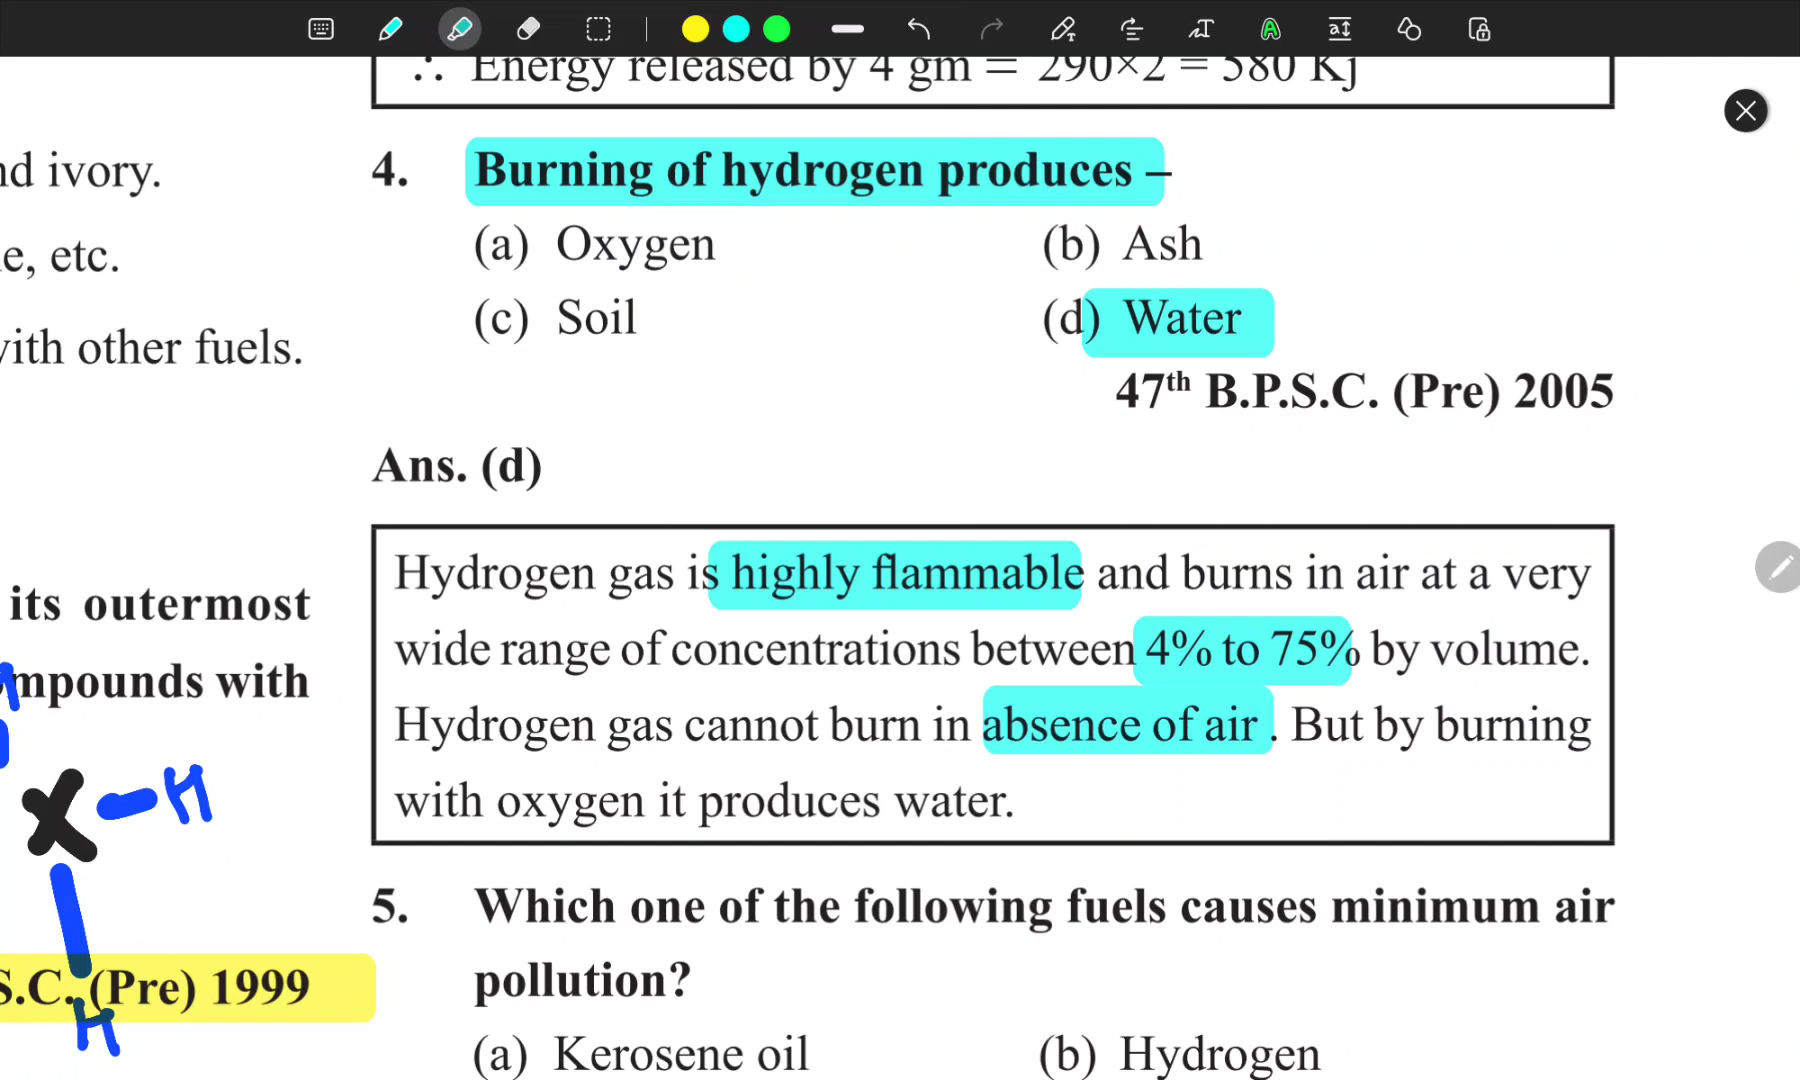 ∴ Energy released by 4 gm = 290×2 = 580 Kj
nd ivory.
e, etc.
with other fuels.
its outermost
ompounds with
X – H
H
S.C. (Pre) 1999
4. Burning of hydrogen produces –
(a) Oxygen (b) Ash
(c) Soil (d) Water
47th B.P.S.C. (Pre) 2005
Ans. (d)
Hydrogen gas is highly flammable and burns in air at a very
wide range of concentrations between 4% to 75% by volume.
Hydrogen gas cannot burn in absence of air. But by burning
with oxygen it produces water.
5. Which one of the following fuels causes minimum air
pollution?
(a) Kerosene oil (b) Hydrogen